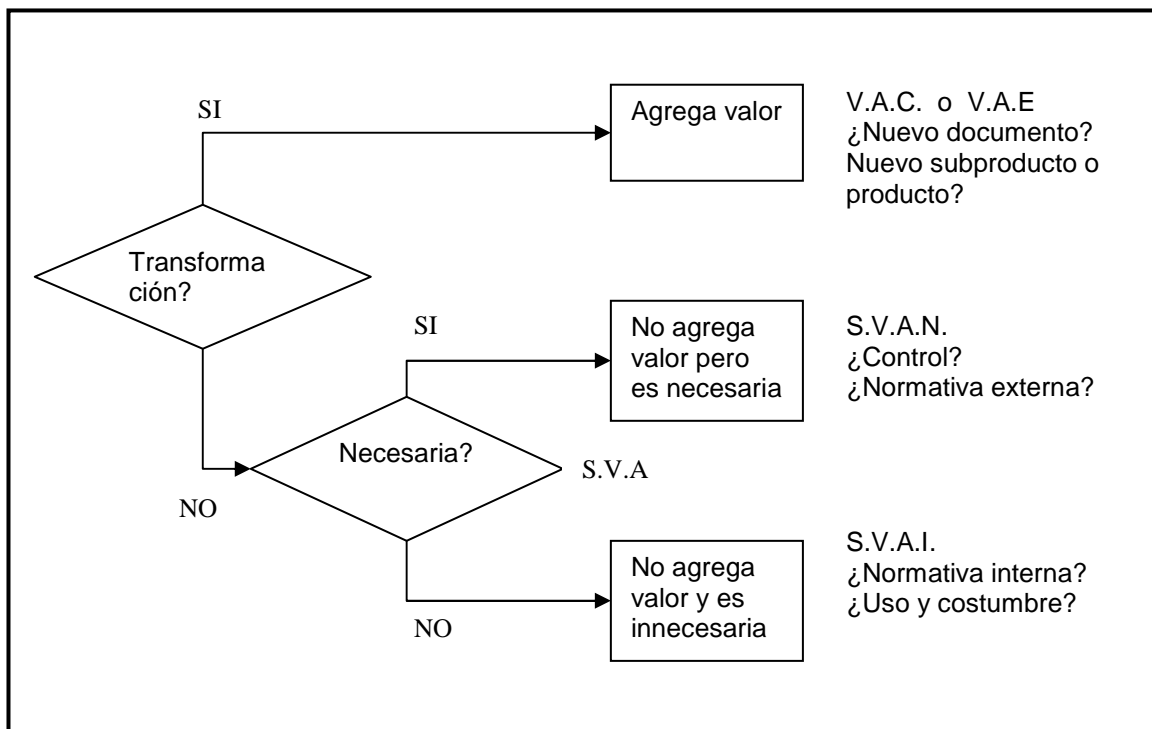 SI
Agrega valor
V.A.C. o V.A.E
¿Nuevo documento?
Nuevo subproducto o
producto?
Transforma
ción?
SI
No agrega
valor pero
es necesaria
S.V.A.N.
¿Control?
¿Normativa externa?
Necesaria?
S.V.A
NO
No agrega
valor y es
innecesaria
S.V.A.I.
¿Normativa interna?
¿Uso y costumbre?
NO